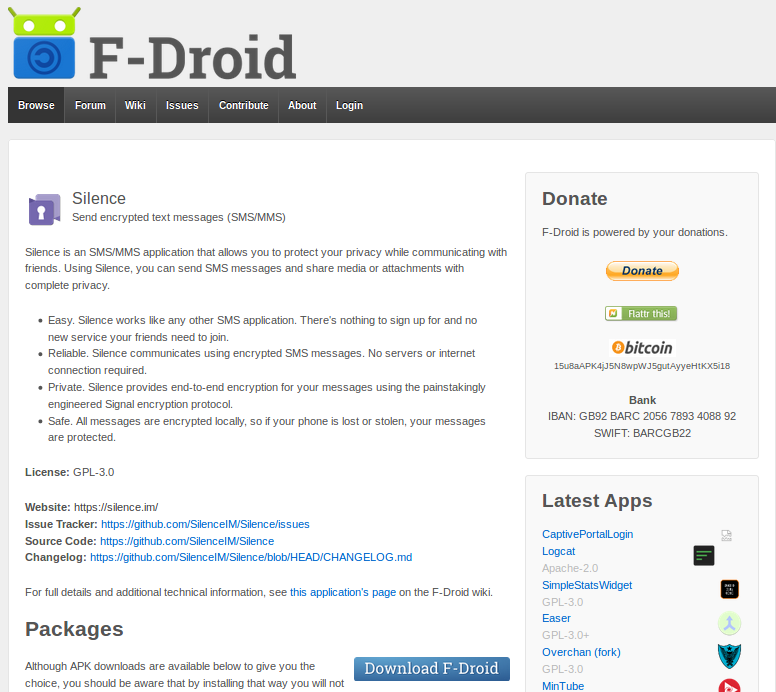 F-Droid
Browse
Forum
Wiki
Issues
Contribute
About
Login
Silence
Send encrypted text messages (SMS/MMS)
Silence is an SMS/MMS application that allows you to protect your privacy while communicating with
friends. Using Silence, you can send SMS messages and share media or attachments with
complete privacy.
Easy. Silence works like any other SMS application. There's nothing to sign up for and no
new service your friends need to join.
Reliable. Silence communicates using encrypted SMS messages. No servers or internet
connection required.
Private. Silence provides end-to-end encryption for your messages using the painstakingly
engineered Signal encryption protocol.
Safe. All messages are encrypted locally, so if your phone is lost or stolen, your messages
are protected.
License: GPL-3.0
Website: https://silence.im/
Issue Tracker: https://github.com/SilenceIM/Silence/issues
Source Code: https://github.com/SilenceIM/Silence
Changelog: https://github.com/SilenceIM/Silence/blob/HEAD/CHANGELOG.md
For full details and additional technical information, see this application's page on the F-Droid wiki.
Packages
Download F-Droid
Although APK downloads are available below to give you the
choice, you should be aware that by installing that way you will not
Donate
F-Droid is powered by your donations.
Donate
Flattr this!
bitcoin
15u8aAPK4jJ5N8wpWJ5gutAyyeHtKX5i18
Bank
IBAN: GB92 BARC 2056 7893 4088 92
SWIFT: BARCGB22
Latest Apps
CaptivePortalLogin
Logcat
Apache-2.0
SimpleStatsWidget
GPL-3.0
Easer
GPL-3.0+
Overchan (fork)
GPL-3.0
MinTube